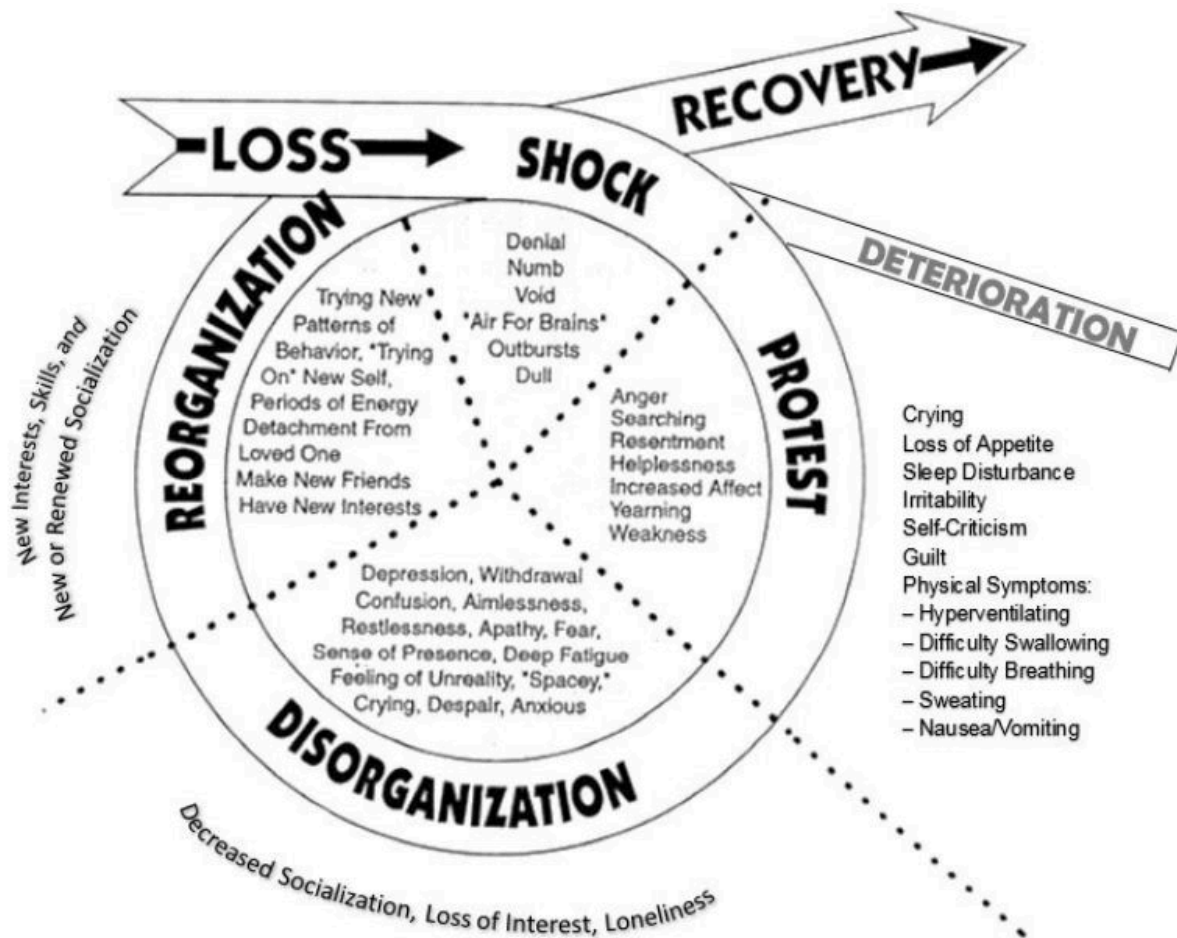 LOSS
SHOCK
RECOVERY
DETERIORATION
PROTEST
DISORGANIZATION
REORGANIZATION
Denial
Numb
Void
"Air For Brains"
Outbursts
Dull
Anger
Searching
Resentment
Helplessness
Increased Affect
Yearning
Weakness
Crying
Loss of Appetite
Sleep Disturbance
Irritability
Self-Criticism
Guilt
Physical Symptoms:
– Hyperventilating
– Difficulty Swallowing
– Difficulty Breathing
– Sweating
– Nausea/Vomiting
Depression, Withdrawal
Confusion, Aimlessness,
Restlessness, Apathy, Fear,
Sense of Presence, Deep Fatigue
Feeling of Unreality, "Spacey,"
Crying, Despair, Anxious
Decreased Socialization, Loss of Interest, Loneliness
Trying New
Patterns of
Behavior, "Trying
On" New Self,
Periods of Energy
Detachment From
Loved One
Make New Friends
Have New Interests
New Interests, Skills, and
New or Renewed Socialization